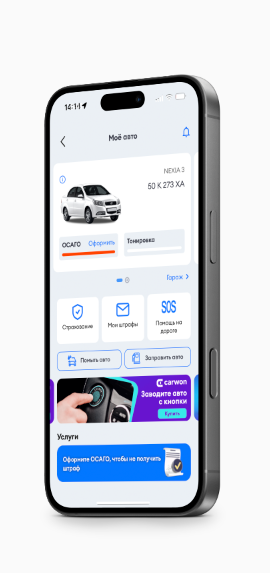 14:14
Моё авто
NEXIA 3
50 K 273 XA
ОСАГО Оформить
Тонировка
Гараж
Страхование
Мои штрафы
SOS
Помощь на
дороге
Помыть авто
Заправить авто
carwon
Заводите авто
с кнопки
Купить
Услуги
Оформите ОСАГО, чтобы не получить
штраф